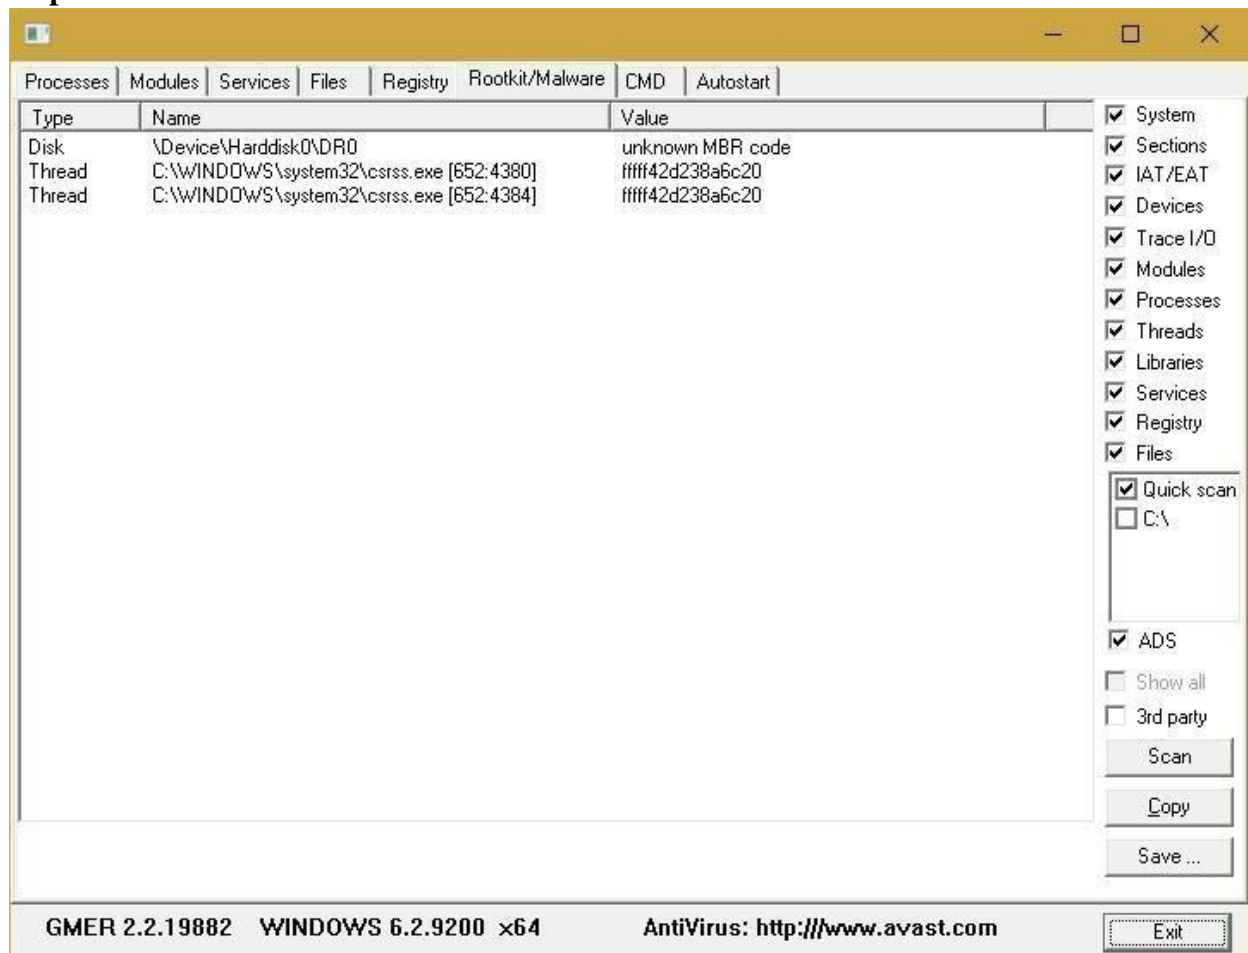 Processes Modules Services Files Registry Rootkit/Malware CMD Autostart
Type Name Value
Disk \Device\Harddisk0\DR0 unknown MBR code
Thread C:\WINDOWS\system32\csrss.exe [652:4380] fffff42d238a6c20
Thread C:\WINDOWS\system32\csrss.exe [652:4384] fffff42d238a6c20
System
Sections
IAT/EAT
Devices
Trace I/O
Modules
Processes
Threads
Libraries
Services
Registry
Files
Quick scan
C:\
ADS
Show all
3rd party
Scan
Copy
Save ...
GMER 2.2.19882 WINDOWS 6.2.9200 x64 AntiVirus: http:///www.avast.com Exit